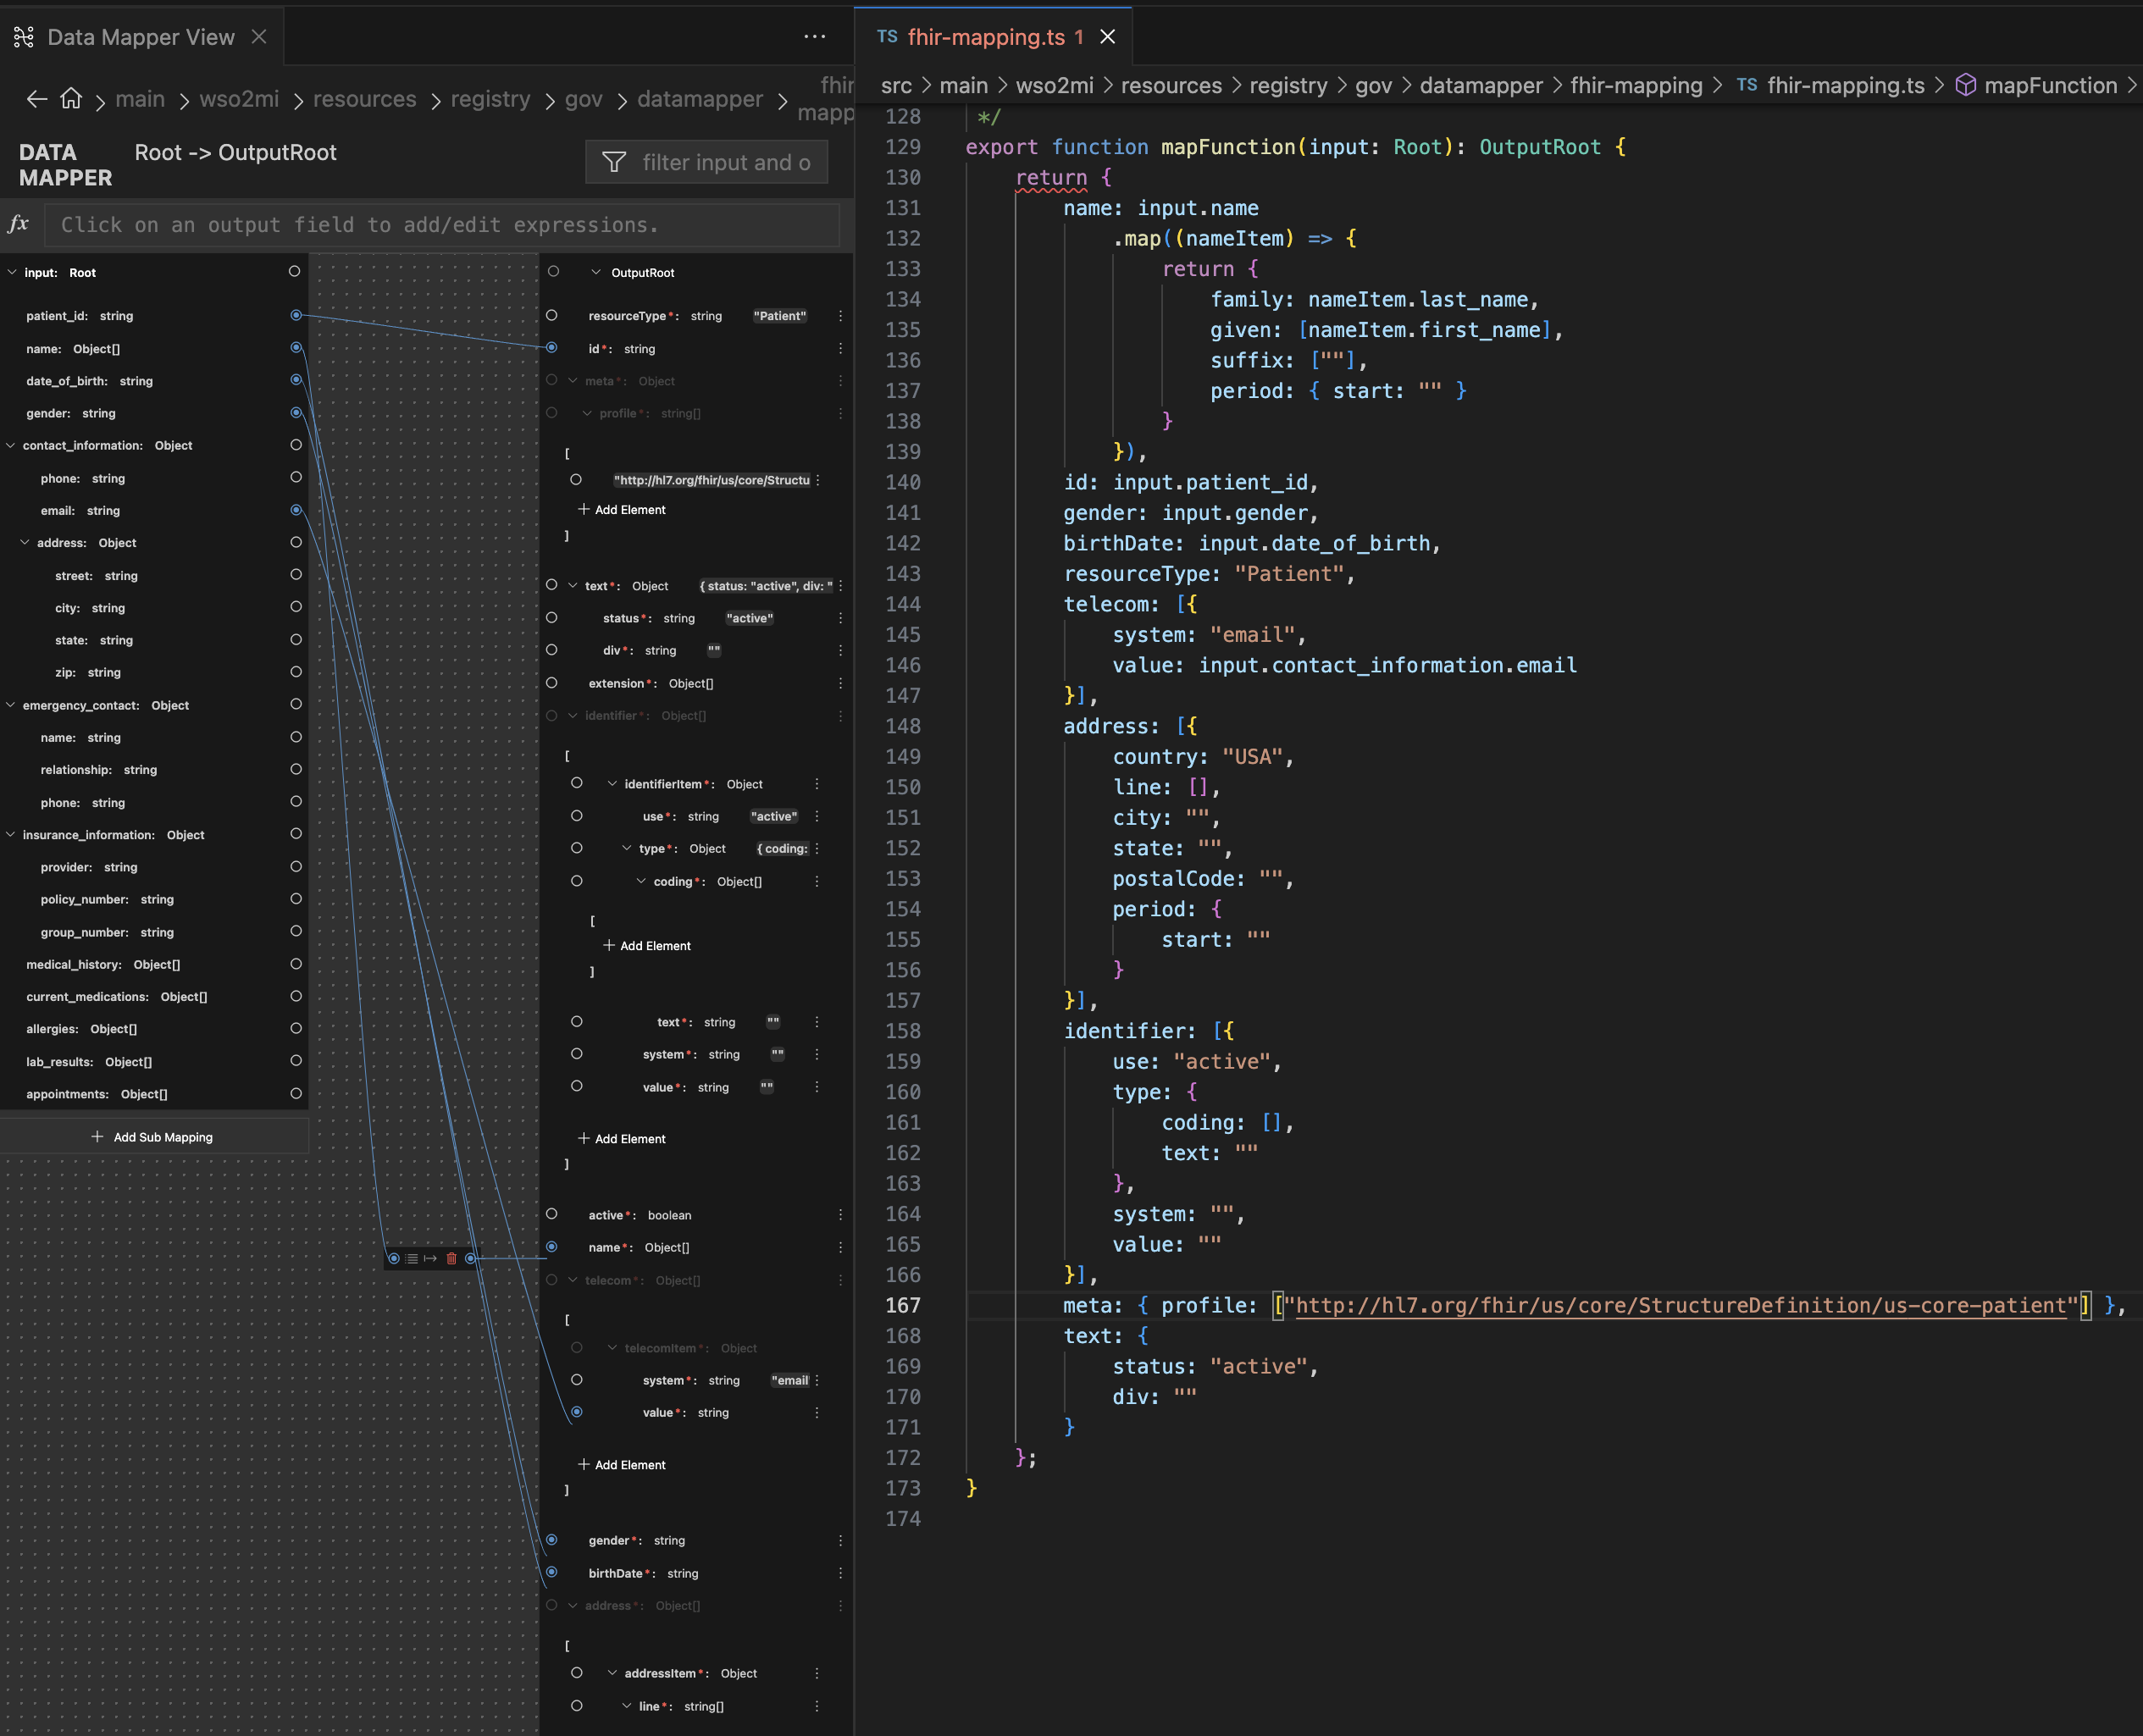 Data Mapper View
TS fhir-mapping.ts 1
main > wso2mi > resources > registry > gov > datamapper >
src > main > wso2mi > resources > registry > gov > datamapper > fhir-mapping > TS fhir-mapping.ts > mapFunction >
DATA MAPPER
Root -> OutputRoot
filter input and o
fx
Click on an output field to add/edit expressions.
input: Root
patient_id: string
name: Object[]
date_of_birth: string
gender: string
contact_information: Object
phone: string
email: string
address: Object
street: string
city: string
state: string
zip: string
emergency_contact: Object
name: string
relationship: string
phone: string
insurance_information: Object
provider: string
policy_number: string
group_number: string
medical_history: Object[]
current_medications: Object[]
allergies: Object[]
lab_results: Object[]
appointments: Object[]
+ Add Sub Mapping
OutputRoot
resourceType*: string "Patient"
id*: string
meta*: Object
profile*: string[]
[
"http://hl7.org/fhir/us/core/Structu
+ Add Element
]
text*: Object { status: "active", div: "
status*: string "active"
div*: string ""
extension*: Object[]
identifier*: Object[]
[
identifierItem*: Object
use*: string "active"
type*: Object { coding:
coding*: Object[]
[
+ Add Element
]
text*: string ""
system*: string ""
value*: string ""
+ Add Element
]
active*: boolean
name*: Object[]
telecom*: Object[]
[
telecomItem*: Object
system*: string "email
value*: string
+ Add Element
]
gender*: string
birthDate*: string
address*: Object[]
[
addressItem*: Object
line*: string[]
128 */
129 export function mapFunction(input: Root): OutputRoot {
130 return {
131 name: input.name
132 .map((nameItem) => {
133 return {
134 family: nameItem.last_name,
135 given: [nameItem.first_name],
136 suffix: [""],
137 period: { start: "" }
138 }
139 }),
140 id: input.patient_id,
141 gender: input.gender,
142 birthDate: input.date_of_birth,
143 resourceType: "Patient",
144 telecom: [{
145 system: "email",
146 value: input.contact_information.email
147 }],
148 address: [{
149 country: "USA",
150 line: [],
151 city: "",
152 state: "",
153 postalCode: "",
154 period: {
155 start: ""
156 }
157 }],
158 identifier: [{
159 use: "active",
160 type: {
161 coding: [],
162 text: ""
163 },
164 system: "",
165 value: ""
166 }],
167 meta: { profile: ["http://hl7.org/fhir/us/core/StructureDefinition/us-core-patient"] },
168 text: {
169 status: "active",
170 div: ""
171 }
172 };
173 }
174